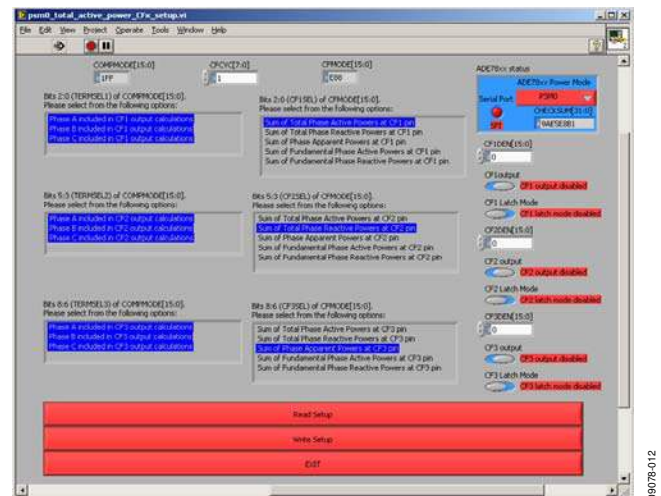 psm0_total_active_power_CFx_setup.vi
File Edit View Project Operate Tools Window Help
COMPMODE[15:0]
1FF
CFCYC[7:0]
1
CFMODE[15:0]
E88
Bits 2:0 (TERMSEL1) of COMPMODE[15:0].
Please select from the following options:
Phase A included in CF1 output calculations
Phase B included in CF1 output calculations
Phase C included in CF1 output calculations
Bits 2:0 (CF1SEL) of CFMODE[15:0].
Please select from the following options:
Sum of Total Phase Active Powers at CF1 pin
Sum of Total Phase Reactive Powers at CF1 pin
Sum of Phase Apparent Powers at CF1 pin
Sum of Fundamental Phase Active Powers at CF1 pin
Sum of Fundamental Phase Reactive Powers at CF1 pin
Bits 5:3 (TERMSEL2) of COMPMODE[15:0].
Please select from the following options:
Phase A included in CF2 output calculations
Phase B included in CF2 output calculations
Phase C included in CF2 output calculations
Bits 5:3 (CF2SEL) of CFMODE[15:0].
Please select from the following options:
Sum of Total Phase Active Powers at CF2 pin
Sum of Total Phase Reactive Powers at CF2 pin
Sum of Phase Apparent Powers at CF2 pin
Sum of Fundamental Phase Active Powers at CF2 pin
Sum of Fundamental Phase Reactive Powers at CF2 pin
Bits 8:6 (TERMSEL3) of COMPMODE[15:0].
Please select from the following options:
Phase A included in CF3 output calculations
Phase B included in CF3 output calculations
Phase C included in CF3 output calculations
Bits 8:6 (CF3SEL) of CFMODE[15:0].
Please select from the following options:
Sum of Total Phase Active Powers at CF3 pin
Sum of Total Phase Reactive Powers at CF3 pin
Sum of Phase Apparent Powers at CF3 pin
Sum of Fundamental Phase Active Powers at CF3 pin
Sum of Fundamental Phase Reactive Powers at CF3 pin
ADE78xx status
ADE78xx Power Mode
Serial Port
PSM0
CHECKSUM[31:0]
SPI
CF1DEN[15:0]
0
CF1output
CF1 output disabled
CF1 Latch Mode
CF1 latch mode disabled
CF2DEN[15:0]
0
CF2 output
CF2 output disabled
CF2 Latch Mode
CF2 latch mode disabled
CF3DEN[15:0]
0
CF3 output
CF3 output disabled
CF3 Latch Mode
CF3 latch mode disabled
Read Setup
Write Setup
EXIT
09078-012